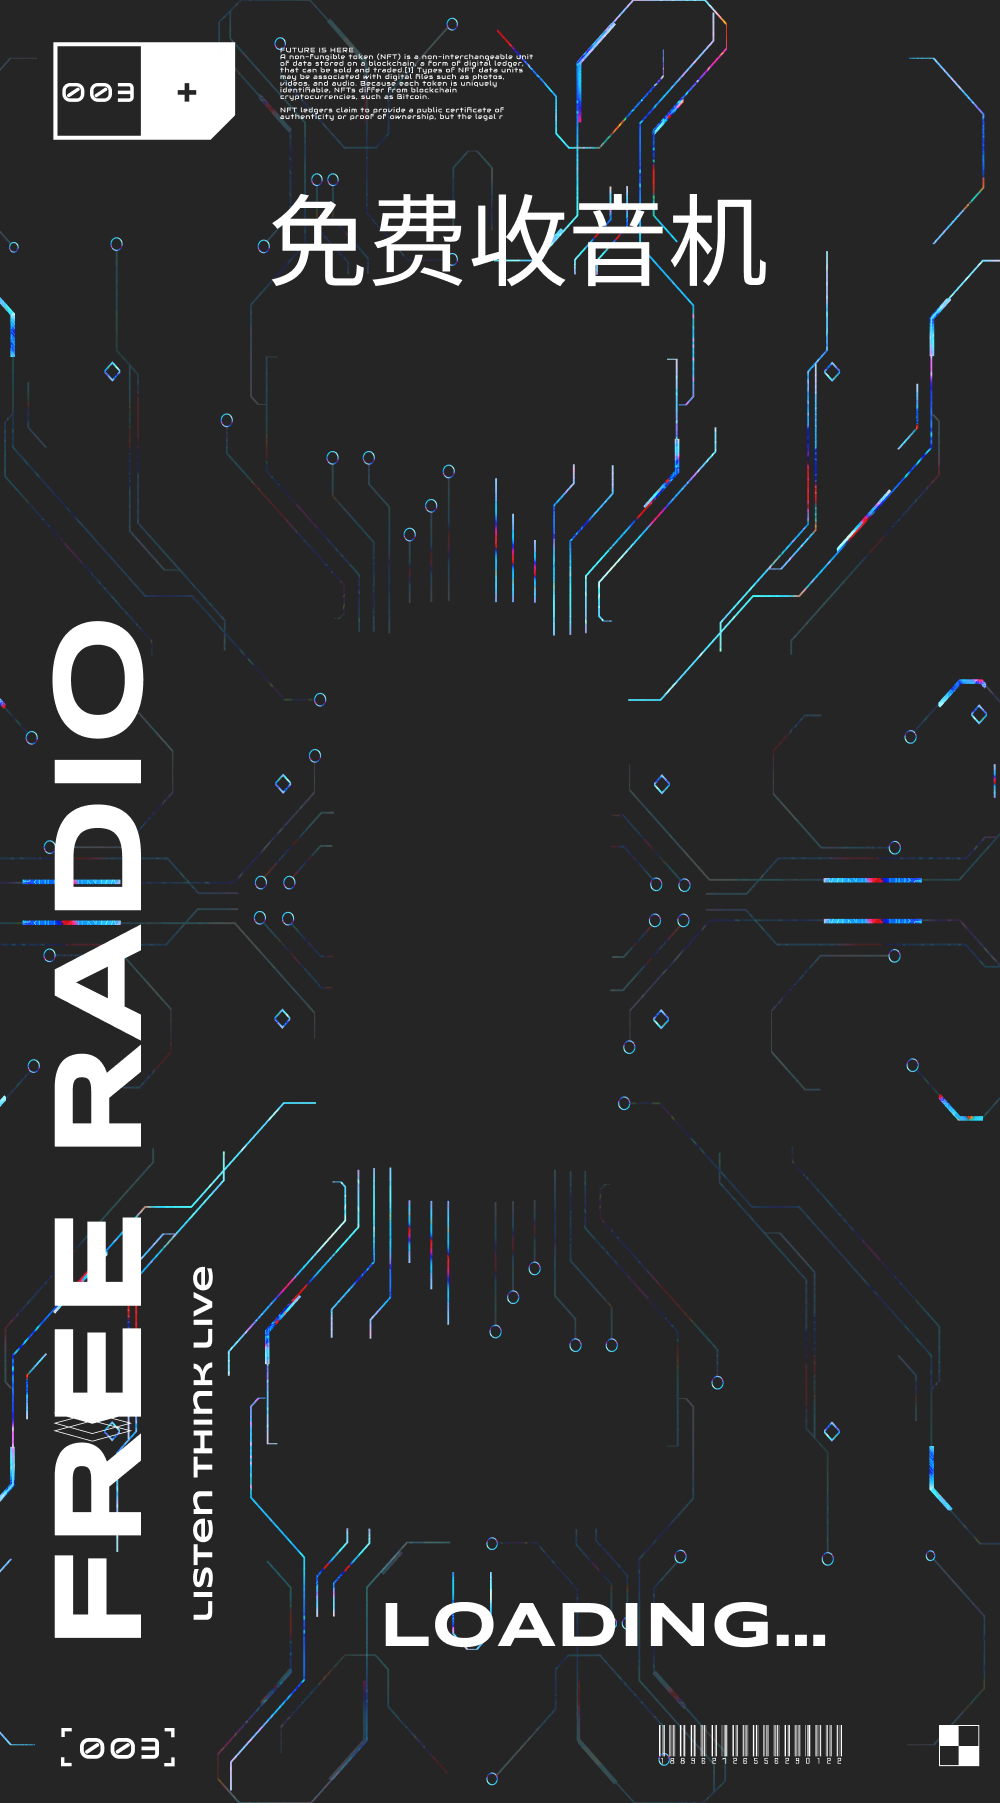 003 +
FUTURE IS HERE
A non-fungible token (NFT) is a non-interchangeable unit
of data stored on a blockchain, a form of digital ledger,
that can be sold and traded.[1] Types of NFT data units
may be associated with digital files such as photos,
videos, and audio. Because each token is uniquely
identifiable, NFTs differ from blockchain
cryptocurrencies, such as Bitcoin.
NFT ledgers claim to provide a public certificate of
authenticity or proof of ownership, but the legal r
免费收音机
FREE RADIO
LISTEN THINK LIVE
LOADING...
003